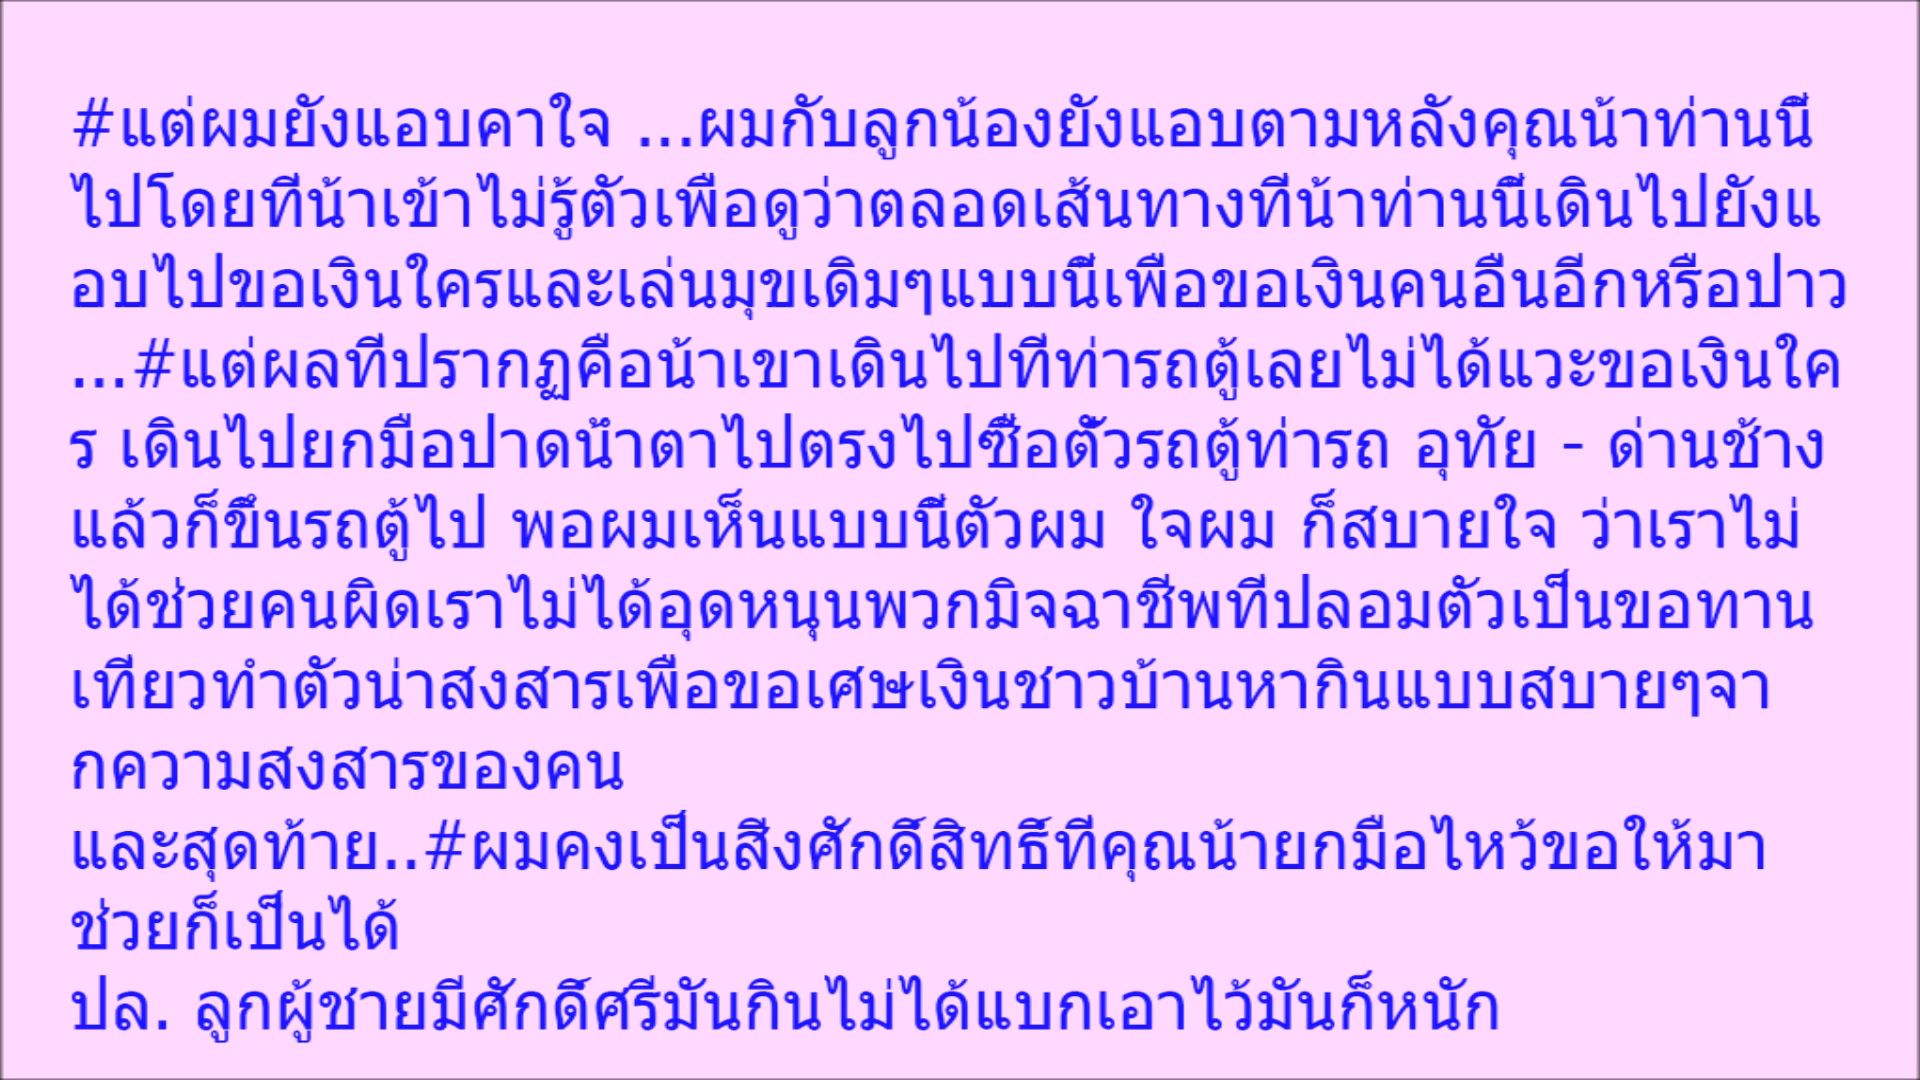 #แต่ผมยังแอบคาใจ ...ผมกับลูกน้องยังแอบตามหลังคุณน้าท่านนี้
ไปโดยที่น้าเข้าไม่รู้ตัวเพื่อดูว่าตลอดเส้นทางที่น้าท่านนี้เดินไปยังแ
อบไปขอเงินใครและเล่นมุขเดิมๆแบบนี้เพื่อขอเงินคนอื่นอีกหรือปาว
...#แต่ผลที่ปรากฏคือน้าเขาเดินไปที่ท่ารถตู้เลยไม่ได้แวะขอเงินใค
ร เดินไปยกมือปาดน้ำตาไปตรงไปซื้อตั๋วรถตู้ท่ารถ อุทัย - ด่านช้าง
แล้วก็ขึ้นรถตู้ไป พอผมเห็นแบบนี้ตัวผม ใจผม ก็สบายใจ ว่าเราไม่
ได้ช่วยคนผิดเราไม่ได้อุดหนุนพวกมิจฉาชีพที่ปลอมตัวเป็นขอทาน
เที่ยวทำตัวน่าสงสารเพื่อขอเศษเงินชาวบ้านหากินแบบสบายๆจา
กความสงสารของคน
และสุดท้าย..#ผมคงเป็นสิ่งศักดิ์สิทธิ์ที่คุณน้ายกมือไหว้ขอให้มา
ช่วยก็เป็นได้
ปล. ลูกผู้ชายมีศักดิ์ศรีมันกินไม่ได้แบกเอาไว้มันก็หนัก